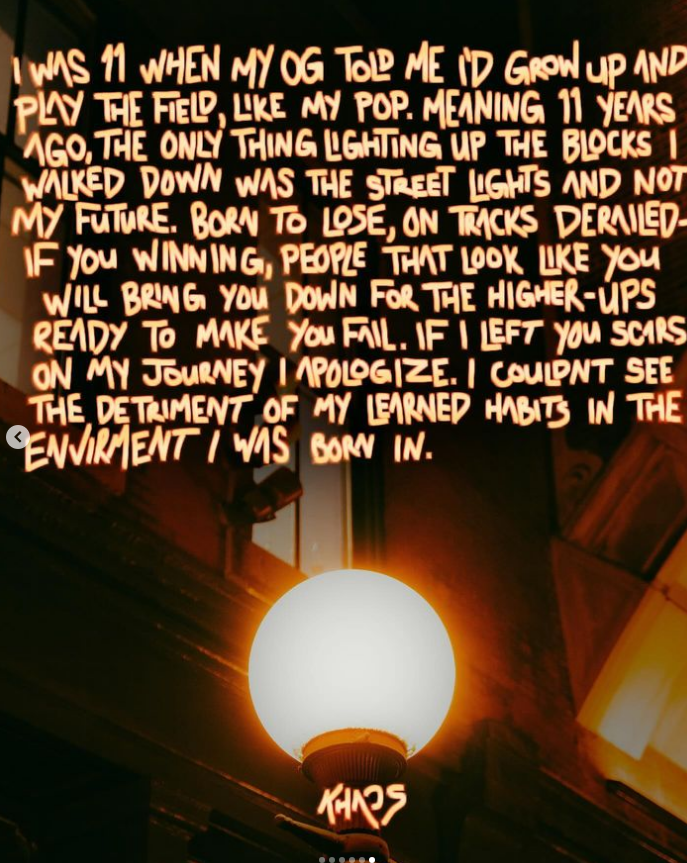 I WAS 11 WHEN MY OG TOLD ME I'D GROW UP AND
PLAY THE FIELD, LIKE MY POP. MEANING 11 YEARS
AGO, THE ONLY THING LIGHTING UP THE BLOCKS I
WALKED DOWN WAS THE STREET LIGHTS AND NOT
MY FUTURE. BORN TO LOSE, ON TRACKS DERAILED-
IF YOU WINNING, PEOPLE THAT LOOK LIKE YOU
WILL BRING YOU DOWN FOR THE HIGHER-UPS
READY TO MAKE YOU FAIL. IF I LEFT YOU SCARS
ON MY JOURNEY I APOLOGIZE. I COULDNT SEE
THE DETRIMENT OF MY LEARNED HABITS IN THE
ENVIRMENT I WAS BORN IN.
KHAOS